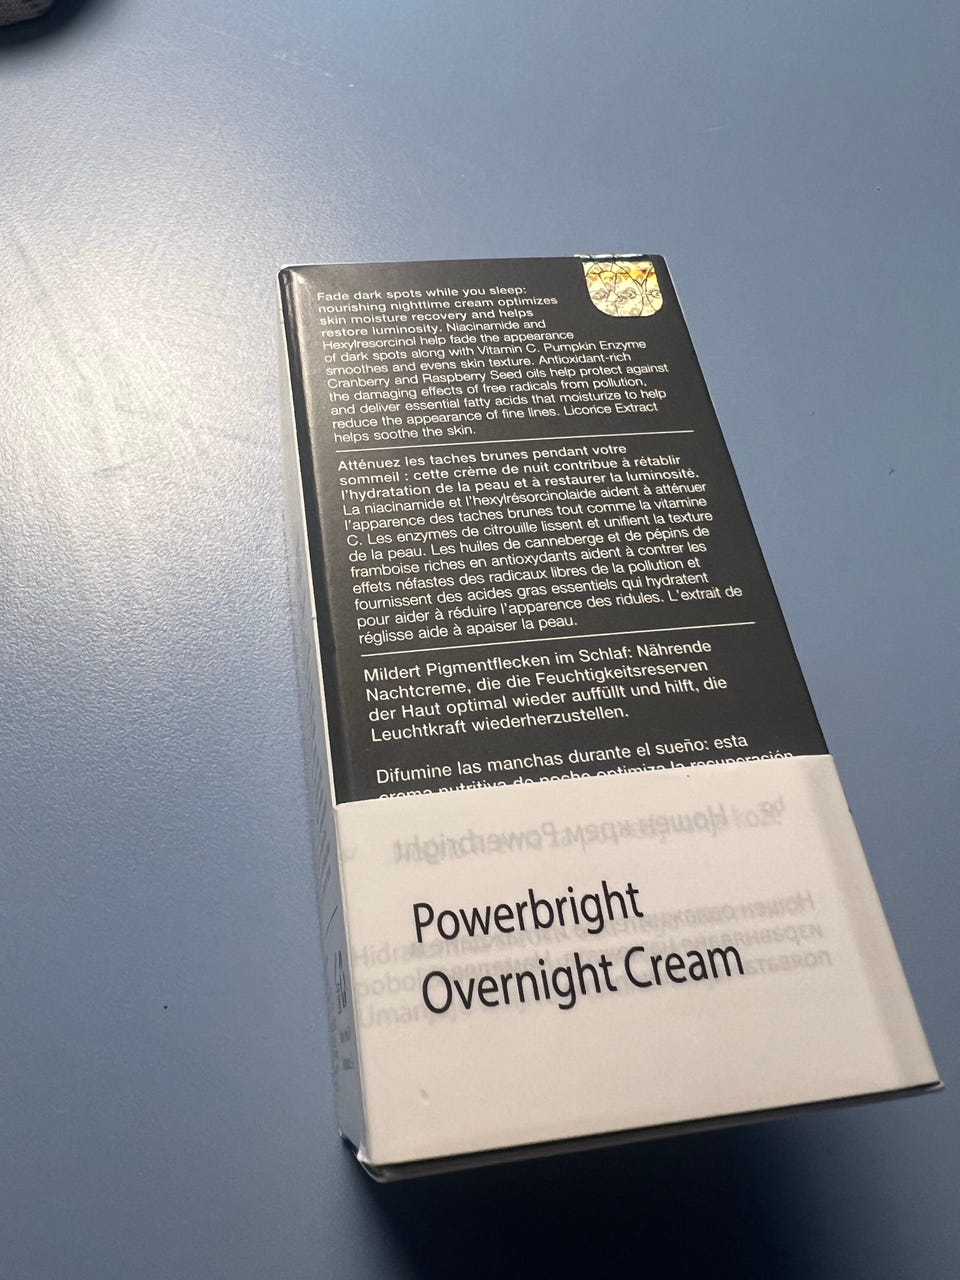 Fade dark spots while you sleep:
nourishing nighttime cream optimizes
skin moisture recovery and helps
restore luminosity. Niacinamide and
Hexylresorcinol help fade the appearance
of dark spots along with Vitamin C. Pumpkin Enzyme
smoothes and evens skin texture. Antioxidant-rich
Cranberry and Raspberry Seed oils help protect against
the damaging effects of free radicals from pollution,
and deliver essential fatty acids that moisturize to help
reduce the appearance of fine lines. Licorice Extract
helps soothe the skin.
Atténuez les taches brunes pendant votre
sommeil : cette crème de nuit contribue à rétablir
l'hydratation de la peau et à restaurer la luminosité.
La niacinamide et l'hexylrésorcinolaide aident à atténuer
l'apparence des taches brunes tout comme la vitamine
C. Les enzymes de citrouille lissent et unifient la texture
de la peau. Les huiles de canneberge et de pépins de
framboise riches en antioxydants aident à contrer les
effets néfastes des radicaux libres de la pollution et
fournissent des acides gras essentiels qui hydratent
pour aider à réduire l'apparence des ridules. L'extrait de
réglisse aide à apaiser la peau.
Mildert Pigmentflecken im Schlaf: Nährende
Nachtcreme, die die Feuchtigkeitsreserven
der Haut optimal wieder auffüllt und hilft, die
Leuchtkraft wiederherzustellen.
Difumine las manchas durante el sueño: esta
crema nutritiva de noche optimiza la recuperación
Powerbright
Overnight Cream